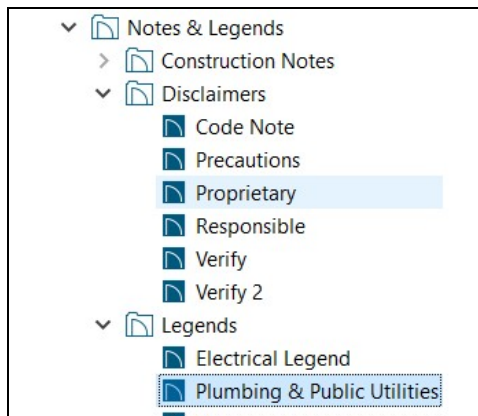 Notes & Legends
Construction Notes
Disclaimers
Code Note
Precautions
Proprietary
Responsible
Verify
Verify 2
Legends
Electrical Legend
Plumbing & Public Utilities